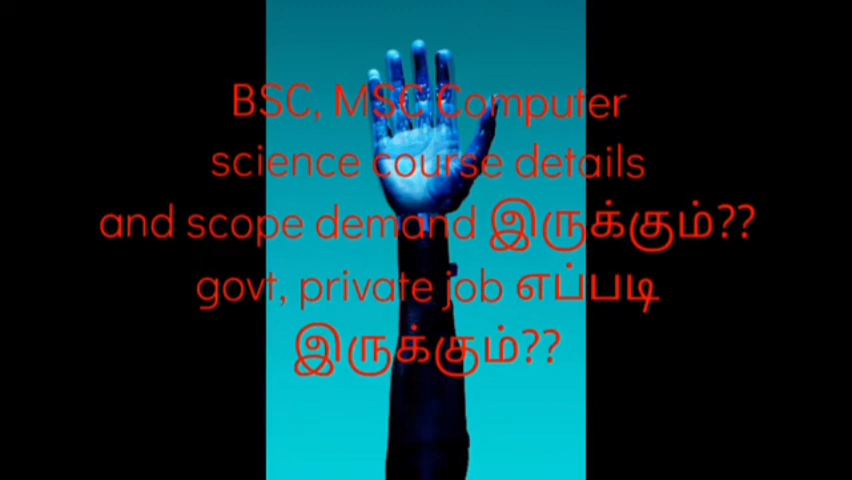 BSC, MSC Computer
science course details
and scope demand இருக்கும்??
govt, private job எப்படி
இருக்கும்??